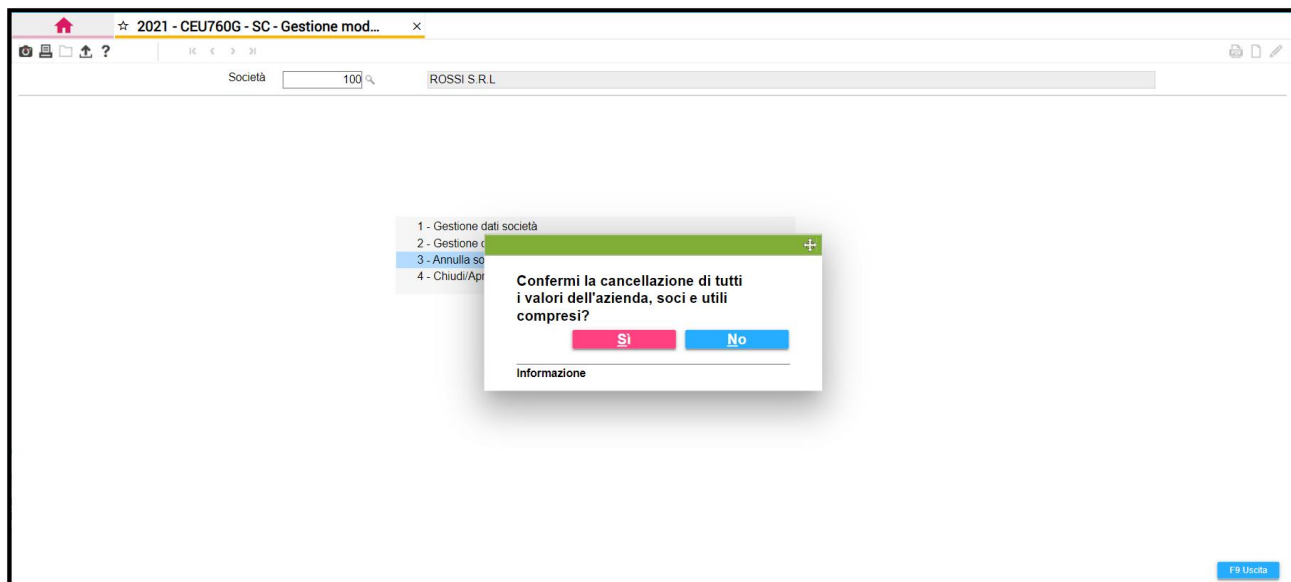 ☆ 2021 - CEU760G - SC - Gestione mod... ×
?
Società 100 ROSSI S.R.L
1 - Gestione dati società
2 - Gestione
3 - Annulla
4 - Chiudi/Apr
Confermi la cancellazione di tutti
i valori dell'azienda, soci e utili
compresi?
Sì No
Informazione
F9 Uscita